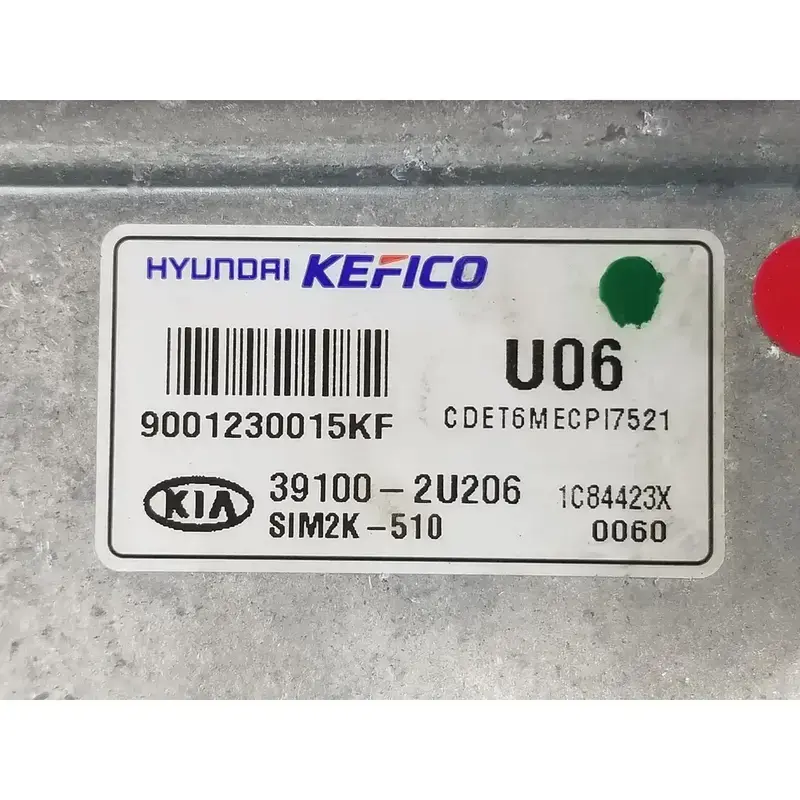 HYUNDAI KEFICO
U06
9001230015KF
CDET6MECPI7521
KIA
39100-2U206
1C84423X
SIM2K-510
0060